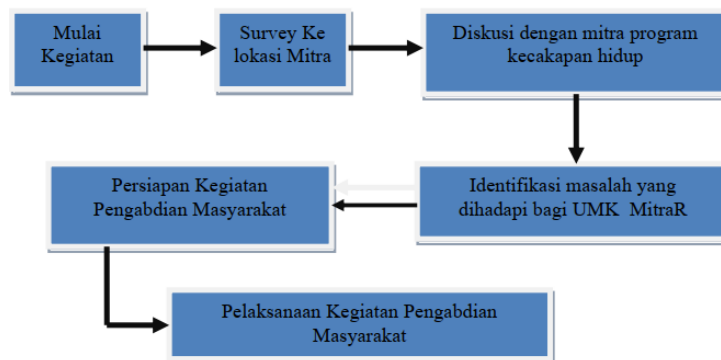 Mulai
Kegiatan
Survey Ke
lokasi Mitra
Diskusi dengan mitra program
kecakapan hidup
Identifikasi masalah yang
dihadapi bagi UMK  MitraR
Persiapan Kegiatan
Pengabdian Masyarakat
Pelaksanaan Kegiatan Pengabdian
Masyarakat